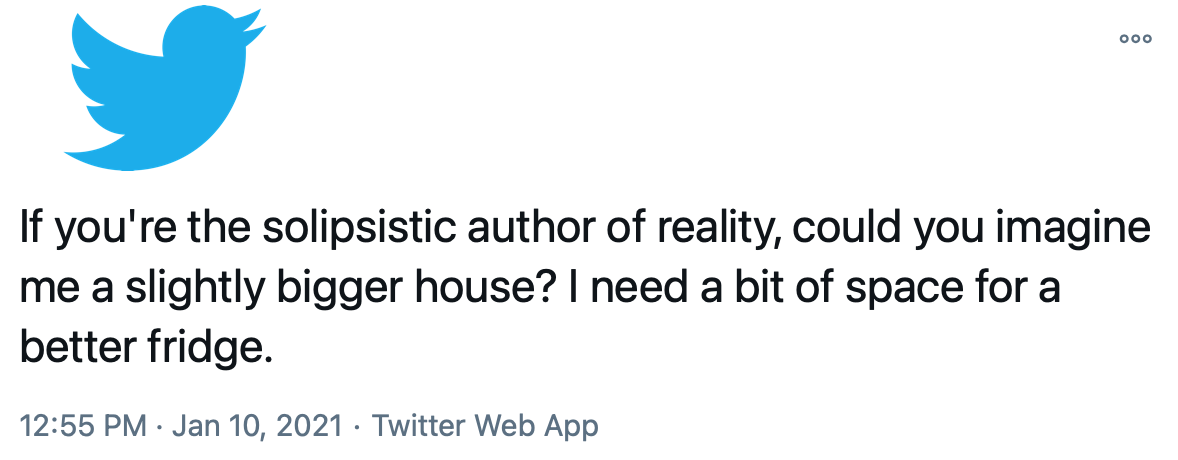 If you're the solipsistic author of reality, could you imagine
me a slightly bigger house? I need a bit of space for a
better fridge.
12:55 PM · Jan 10, 2021 · Twitter Web App